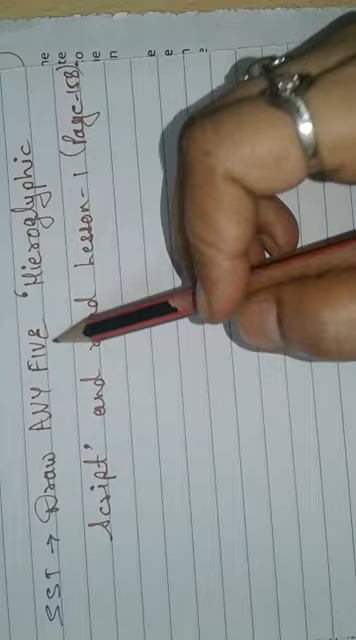 SST → Draw ANY FIVE 'Hieroglyphic
Script' and Lesson-1 (Page-158)